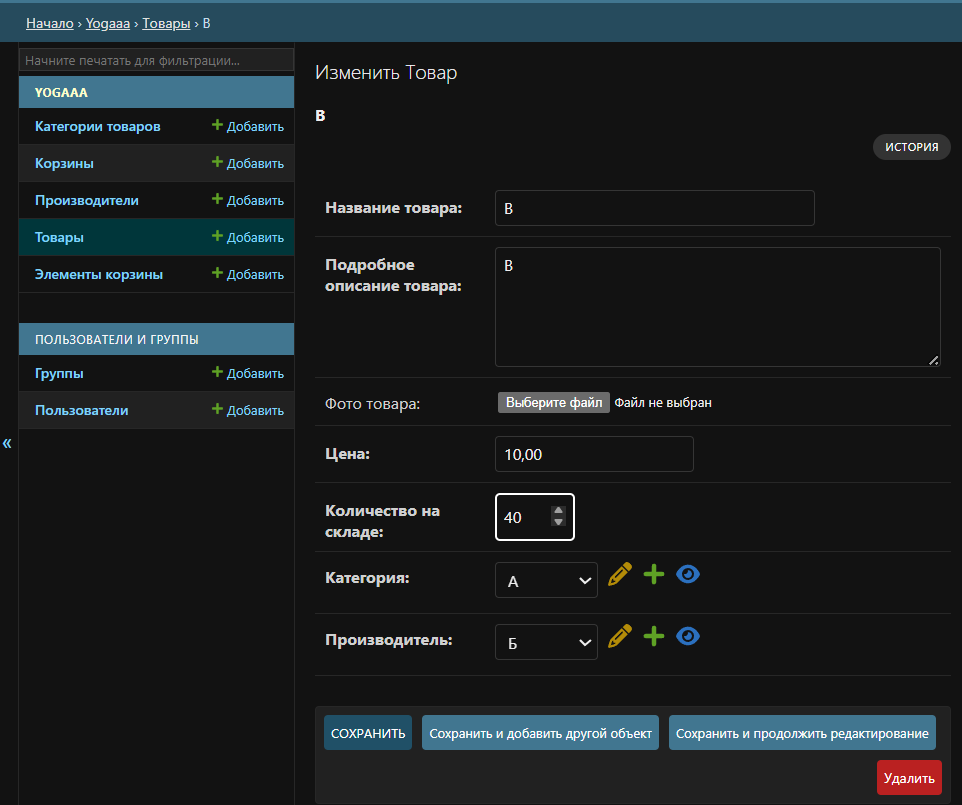 Начало › Yogaaa › Товары › В
Начните печатать для фильтрации...
YOGAAA
Категории товаров + Добавить
Корзины + Добавить
Производители + Добавить
Товары + Добавить
Элементы корзины + Добавить
ПОЛЬЗОВАТЕЛИ И ГРУППЫ
Группы + Добавить
Пользователи + Добавить
«
Изменить Товар
В
ИСТОРИЯ
Название товара: В
Подробное
описание товара:
В
Фото товара: Выберите файл Файл не выбран
Цена: 10,00
Количество на
складе:
40
Категория: А
Производитель: Б
СОХРАНИТЬ Сохранить и добавить другой объект Сохранить и продолжить редактирование
Удалить